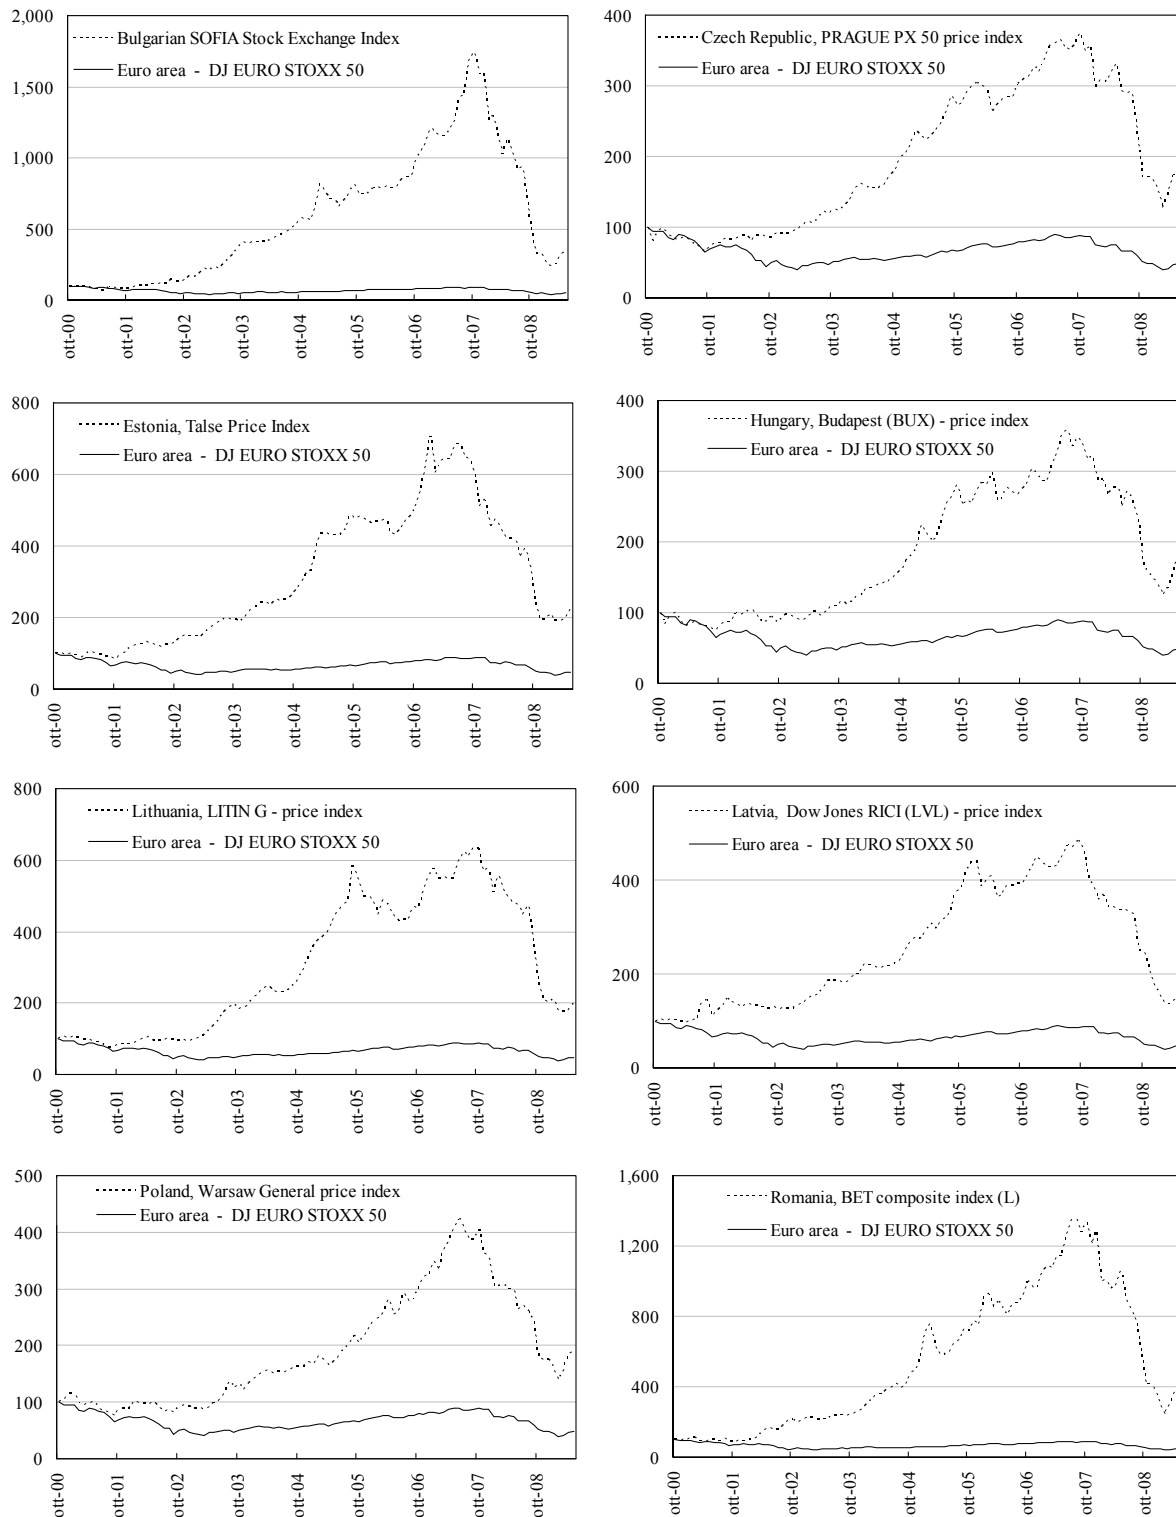 2,000
1,500
1,000
500
0
Bulgarian SOFIA Stock Exchange Index
Euro area - DJ EURO STOXX 50
ott-00
ott-01
ott-02
ott-03
ott-04
ott-05
ott-06
ott-07
ott-08
400
300
200
100
0
Czech Republic, PRAGUE PX 50 price index
Euro area - DJ EURO STOXX 50
ott-00
ott-01
ott-02
ott-03
ott-04
ott-05
ott-06
ott-07
ott-08
800
600
400
200
0
Estonia, Talse Price Index
Euro area - DJ EURO STOXX 50
ott-00
ott-01
ott-02
ott-03
ott-04
ott-05
ott-06
ott-07
ott-08
400
300
200
100
0
Hungary, Budapest (BUX) - price index
Euro area - DJ EURO STOXX 50
ott-00
ott-01
ott-02
ott-03
ott-04
ott-05
ott-06
ott-07
ott-08
800
600
400
200
0
Lithuania, LITIN G - price index
Euro area - DJ EURO STOXX 50
ott-00
ott-01
ott-02
ott-03
ott-04
ott-05
ott-06
ott-07
ott-08
600
400
200
0
Latvia, Dow Jones RICI (LVL) - price index
Euro area - DJ EURO STOXX 50
ott-00
ott-01
ott-02
ott-03
ott-04
ott-05
ott-06
ott-07
ott-08
500
400
300
200
100
0
Poland, Warsaw General price index
Euro area - DJ EURO STOXX 50
ott-00
ott-01
ott-02
ott-03
ott-04
ott-05
ott-06
ott-07
ott-08
1,600
1,200
800
400
0
Romania, BET composite index (L)
Euro area - DJ EURO STOXX 50
ott-00
ott-01
ott-02
ott-03
ott-04
ott-05
ott-06
ott-07
ott-08